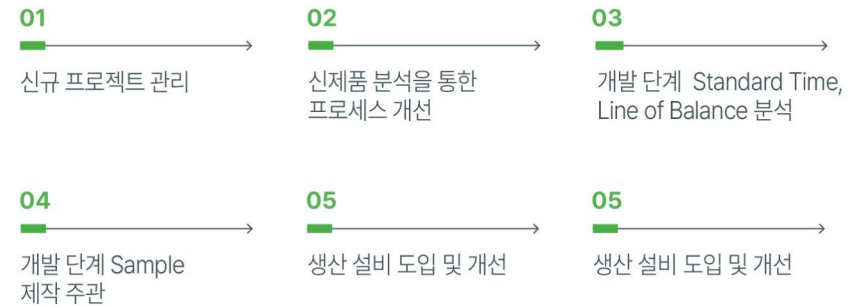 01
02
03
신규 프로젝트 관리
신제품 분석을 통한
프로세스 개선
개발 단계 Standard Time,
Line of Balance 분석
04
05
05
개발 단계 Sample
제작 주관
생산 설비 도입 및 개선
생산 설비 도입 및 개선